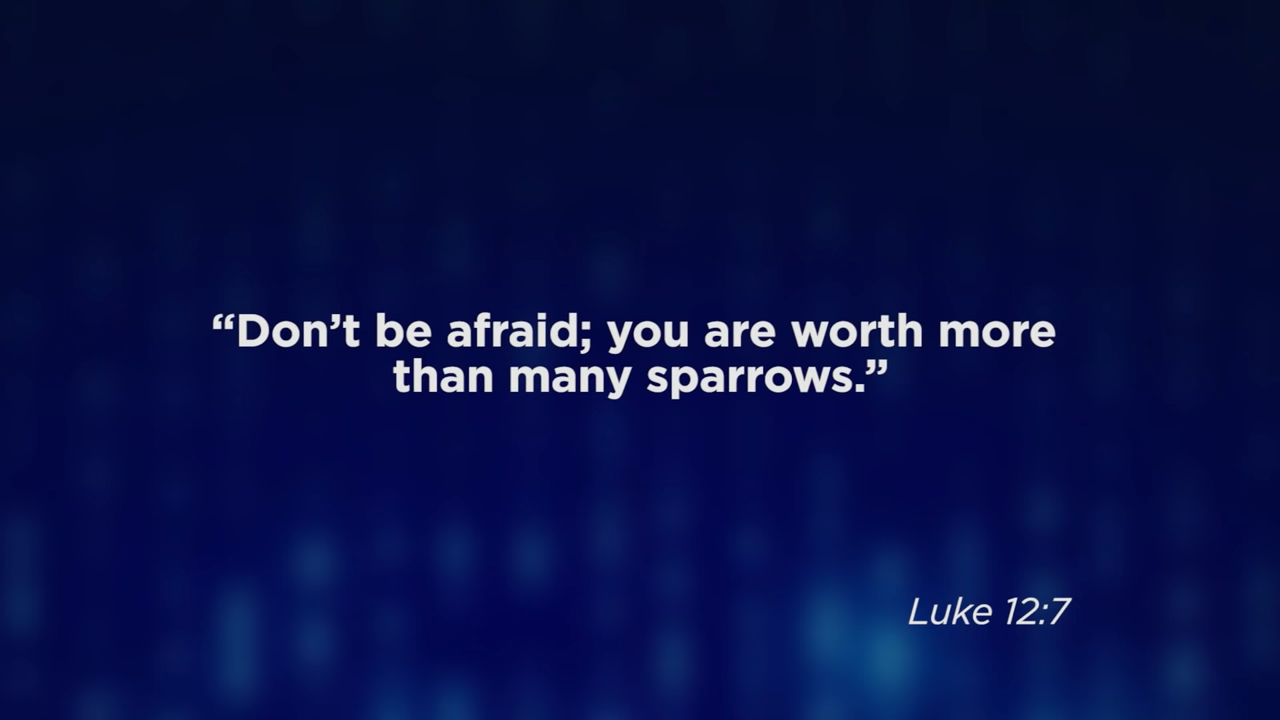 “Don’t be afraid; you are worth more
than many sparrows.”
Luke 12:7